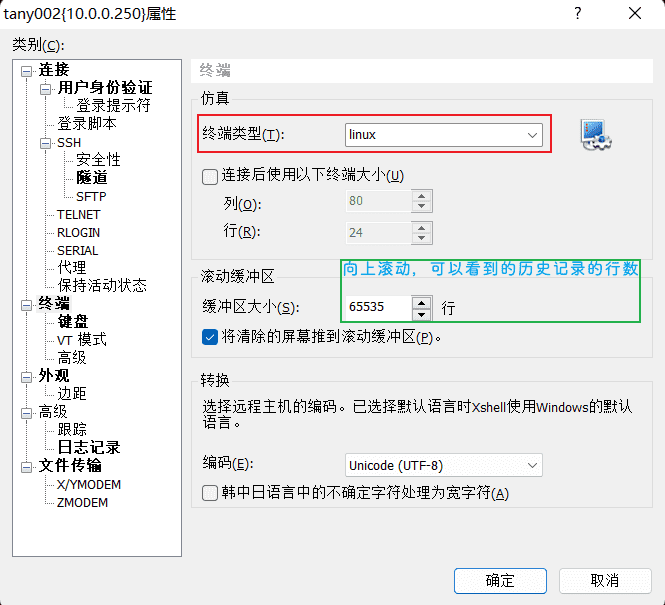 tany002{10.0.0.250}属性
类别(C):
连接
用户身份验证
登录提示符
登录脚本
SSH
安全性
隧道
SFTP
TELNET
RLOGIN
SERIAL
代理
保持活动状态
终端
键盘
VT 模式
高级
外观
边距
高级
跟踪
日志记录
文件传输
X/YMODEM
ZMODEM
终端
仿真
终端类型(T):
linux
连接后使用以下终端大小(U)
列(O):
80
行(R):
24
向上滚动，可以看到的历史记录的行数
滚动缓冲区
缓冲区大小(S):
65535
行
将清除的屏幕推到滚动缓冲区(P)。
转换
选择远程主机的编码。已选择默认语言时Xshell使用Windows的默认
语言。
编码(E):
Unicode (UTF-8)
韩中日语言中的不确定字符处理为宽字符(A)
确定
取消